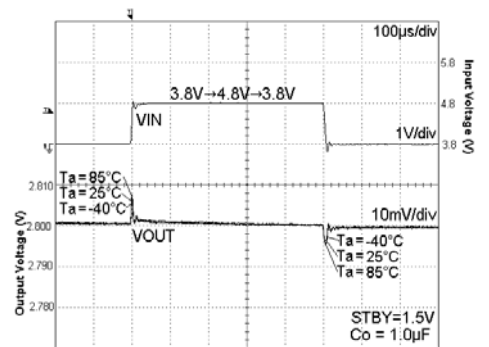 100μs/div
5.8
3.8V→4.8V→3.8V
4.8
VIN
1V/div
3.8
Input Voltage (V)
2.810
Ta= 85°C
Ta= 25°C
Ta= -40°C
10mV/div
2.800
VOUT
Ta= -40°C
Ta= 25°C
Ta= 85°C
2.790
2.780
Output Voltage (V)
STBY=1.5V
Co = 1.0μF